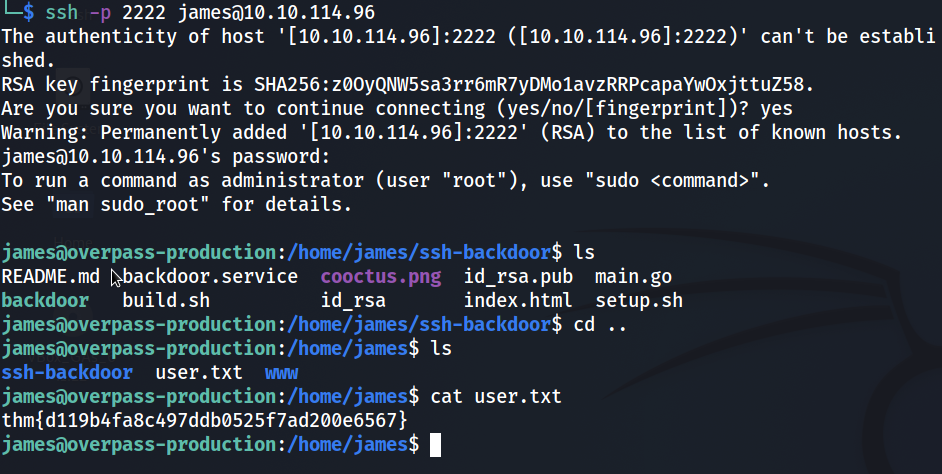 └─$ ssh -p 2222 james@10.10.114.96
The authenticity of host '[10.10.114.96]:2222 ([10.10.114.96]:2222)' can't be establi
shed.
RSA key fingerprint is SHA256:z0OyQNW5sa3rr6mR7yDMo1avzRRPcapaYwOxjttuZ58.
Are you sure you want to continue connecting (yes/no/[fingerprint])? yes
Warning: Permanently added '[10.10.114.96]:2222' (RSA) to the list of known hosts.
james@10.10.114.96's password:
To run a command as administrator (user "root"), use "sudo <command>".
See "man sudo_root" for details.
james@overpass-production:/home/james/ssh-backdoor$ ls
README.md  backdoor.service  cooctus.png  id_rsa.pub  main.go
backdoor   build.sh          id_rsa       index.html  setup.sh
james@overpass-production:/home/james/ssh-backdoor$ cd ..
james@overpass-production:/home/james$ ls
ssh-backdoor  user.txt  www
james@overpass-production:/home/james$ cat user.txt
thm{d119b4fa8c497ddb0525f7ad200e6567}
james@overpass-production:/home/james$